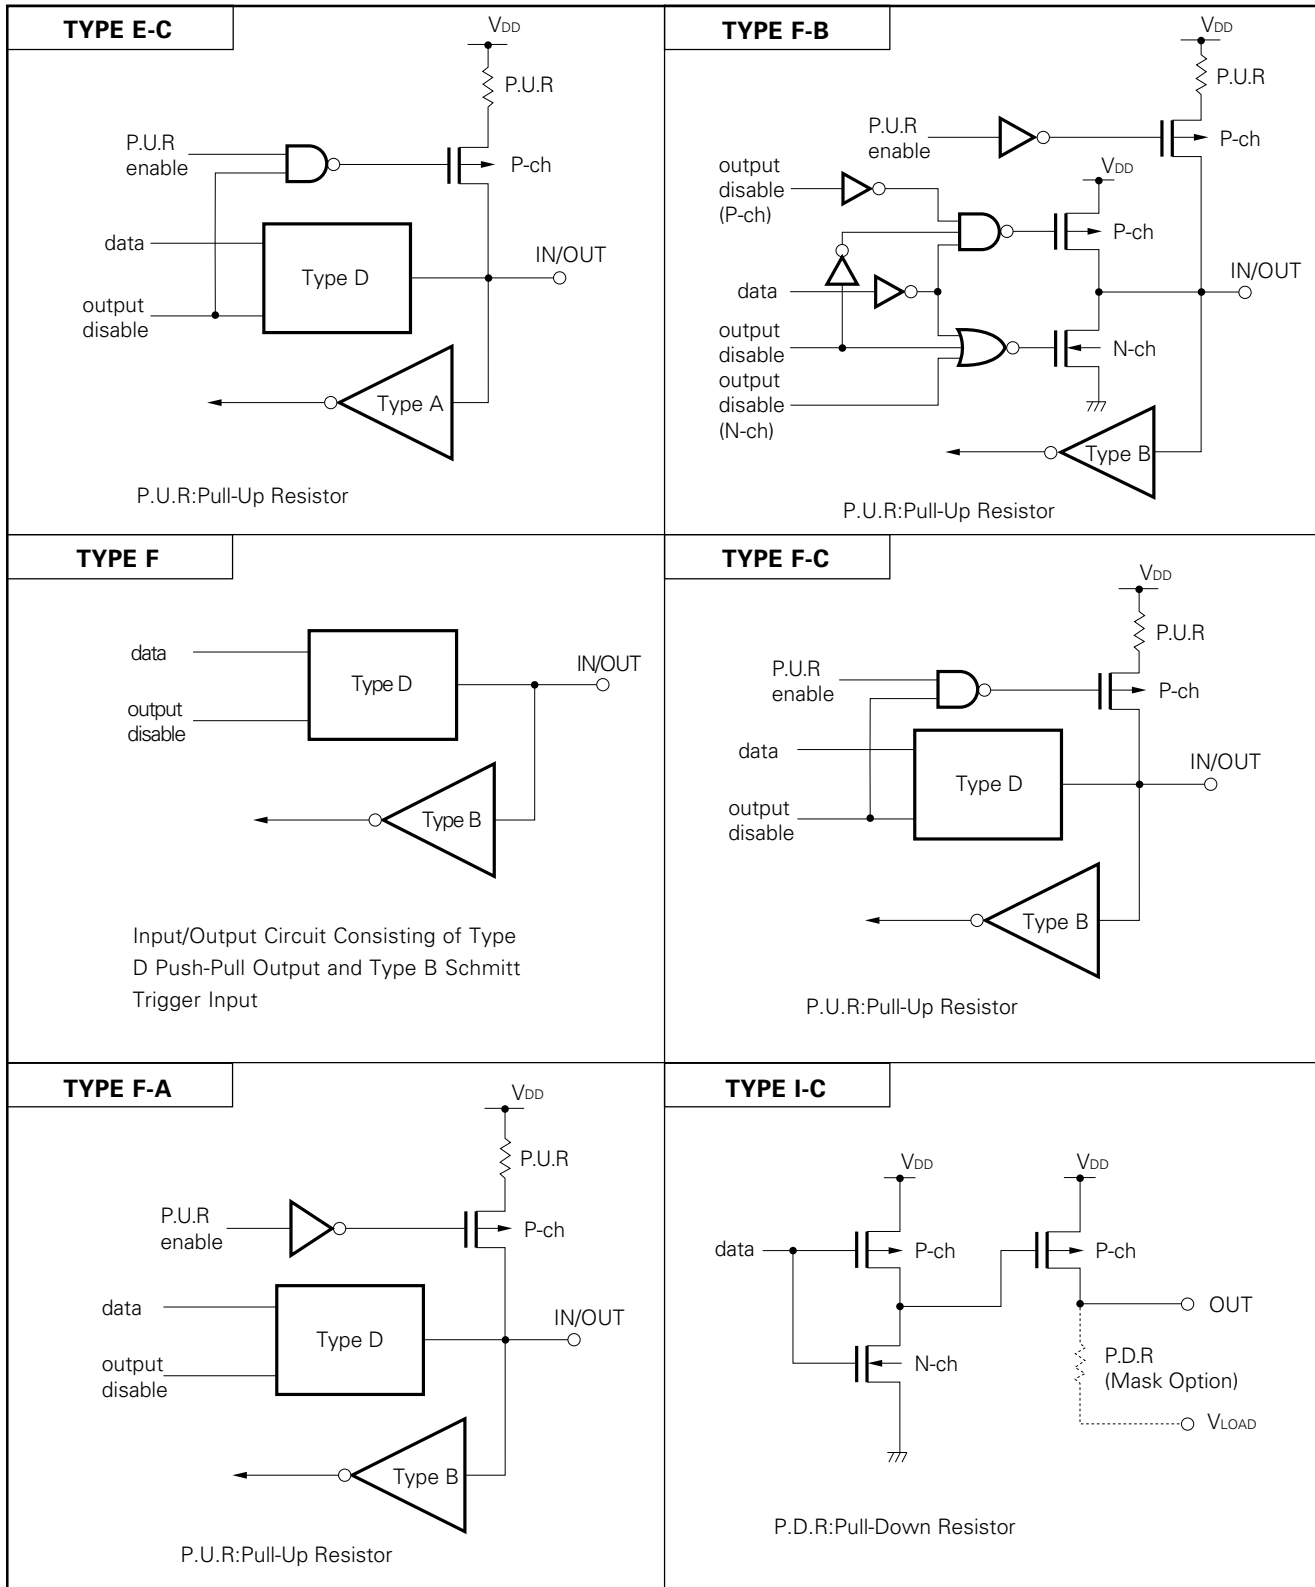 TYPE E-C
VDD
P.U.R
P.U.R
enable
P-ch
data
Type D
IN/OUT
output
disable
Type A
P.U.R:Pull-Up Resistor
TYPE F-B
VDD
P.U.R
P.U.R
enable
P-ch
output
disable
(P-ch)
VDD
P-ch
IN/OUT
data
output
disable
N-ch
output
disable
(N-ch)
Type B
P.U.R:Pull-Up Resistor
TYPE F
data
Type D
IN/OUT
output
disable
Type B
Input/Output Circuit Consisting of Type
D Push-Pull Output and Type B Schmitt
Trigger Input
TYPE F-C
VDD
P.U.R
P.U.R
enable
P-ch
data
Type D
IN/OUT
output
disable
Type B
P.U.R:Pull-Up Resistor
TYPE F-A
VDD
P.U.R
P.U.R
enable
P-ch
data
Type D
IN/OUT
output
disable
Type B
P.U.R:Pull-Up Resistor
TYPE I-C
VDD
VDD
data
P-ch
P-ch
OUT
N-ch
P.D.R
(Mask Option)
VLOAD
P.D.R:Pull-Down Resistor